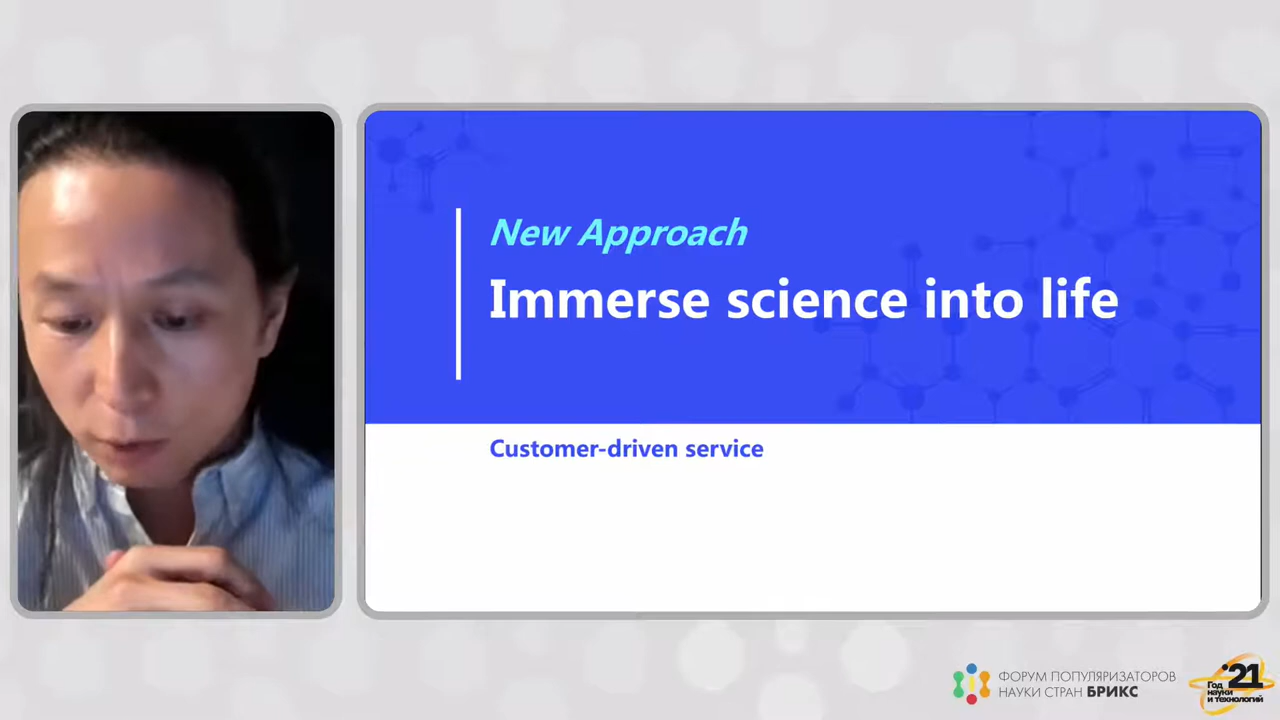 New Approach
Immerse science into life
Customer-driven service
ФОРУМ ПОПУЛЯРИЗАТОРОВ
НАУКИ СТРАН БРИКС
'21
Год
науки
и технологий